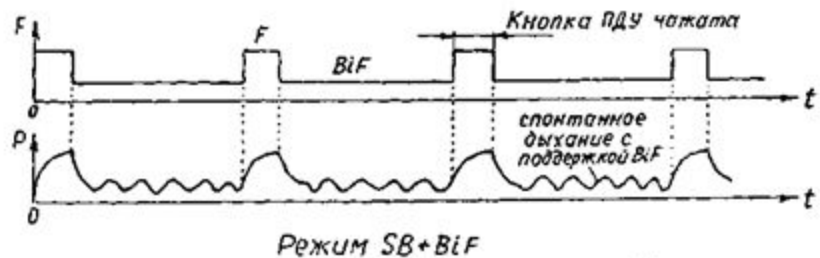 F
F
Кнопка ПДУ нажата
BiF
0
t
P
спонтанное
дыхание с
поддержкой BiF
0
t
Режим SB+BiF